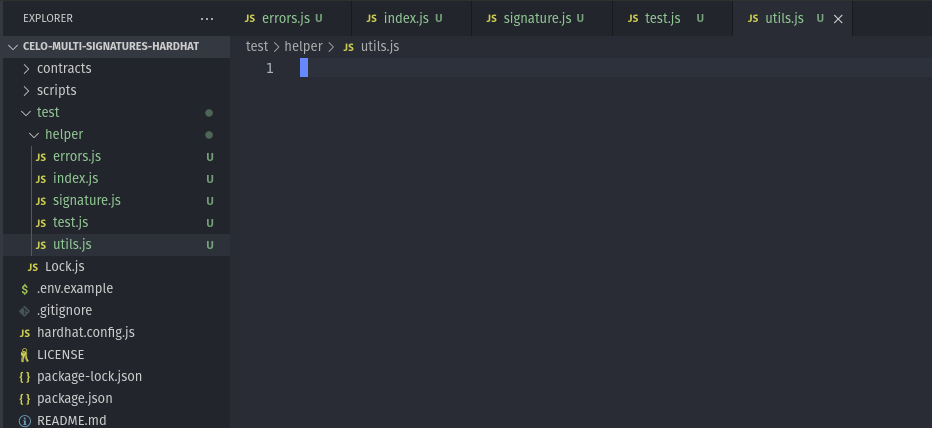 EXPLORER ...
JS errors.js U JS index.js U JS signature.js U JS test.js U JS utils.js U
CELO-MULTI-SIGNATURES-HARDHAT
test > helper > JS utils.js
1
contracts
scripts
test
helper
JS errors.js U
JS index.js U
JS signature.js U
JS test.js U
JS utils.js U
JS Lock.js
$ .env.example
.gitignore
JS hardhat.config.js
LICENSE
{ } package-lock.json
{ } package.json
README.md